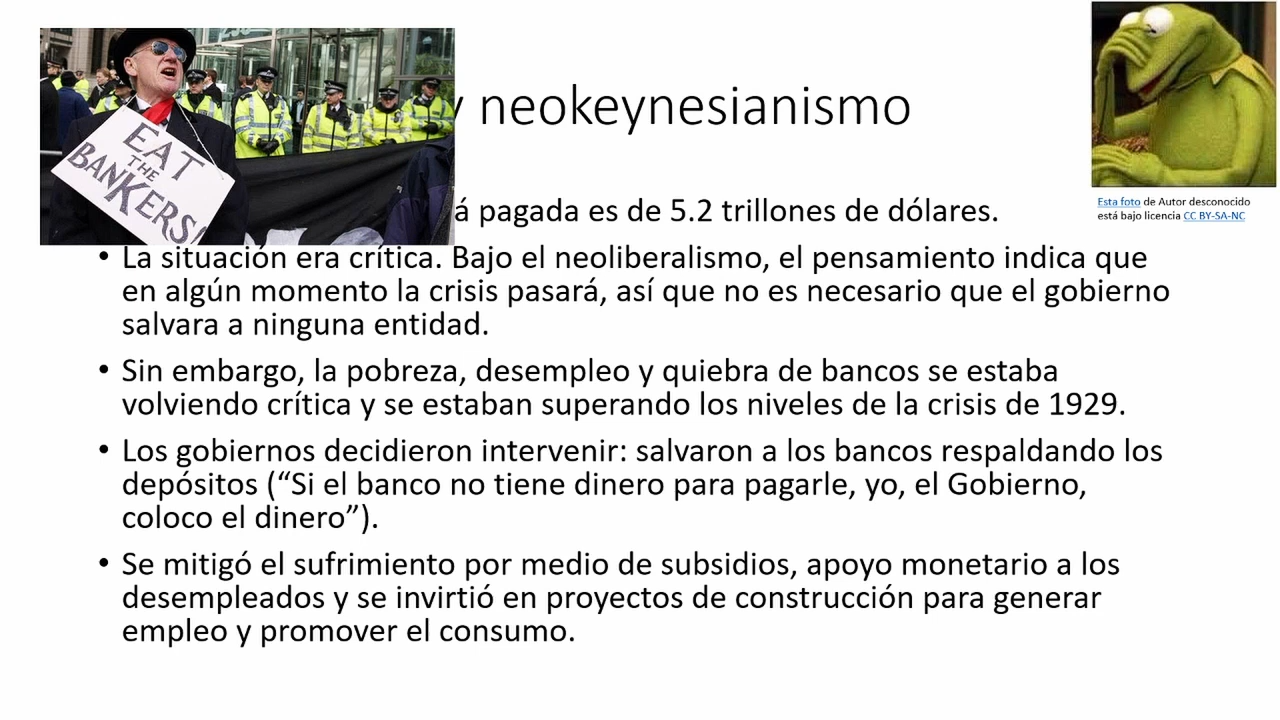 EAT
THE
BANKERS!
y neokeynesianismo
Esta foto de Autor desconocido
está bajo licencia CC BY-SA-NC
á pagada es de 5.2 trillones de dólares.
• La situación era crítica. Bajo el neoliberalismo, el pensamiento indica que
en algún momento la crisis pasará, así que no es necesario que el gobierno
salvara a ninguna entidad.
• Sin embargo, la pobreza, desempleo y quiebra de bancos se estaba
volviendo crítica y se estaban superando los niveles de la crisis de 1929.
• Los gobiernos decidieron intervenir: salvaron a los bancos respaldando los
depósitos (“Si el banco no tiene dinero para pagarle, yo, el Gobierno,
coloco el dinero”).
• Se mitigó el sufrimiento por medio de subsidios, apoyo monetario a los
desempleados y se invirtió en proyectos de construcción para generar
empleo y promover el consumo.